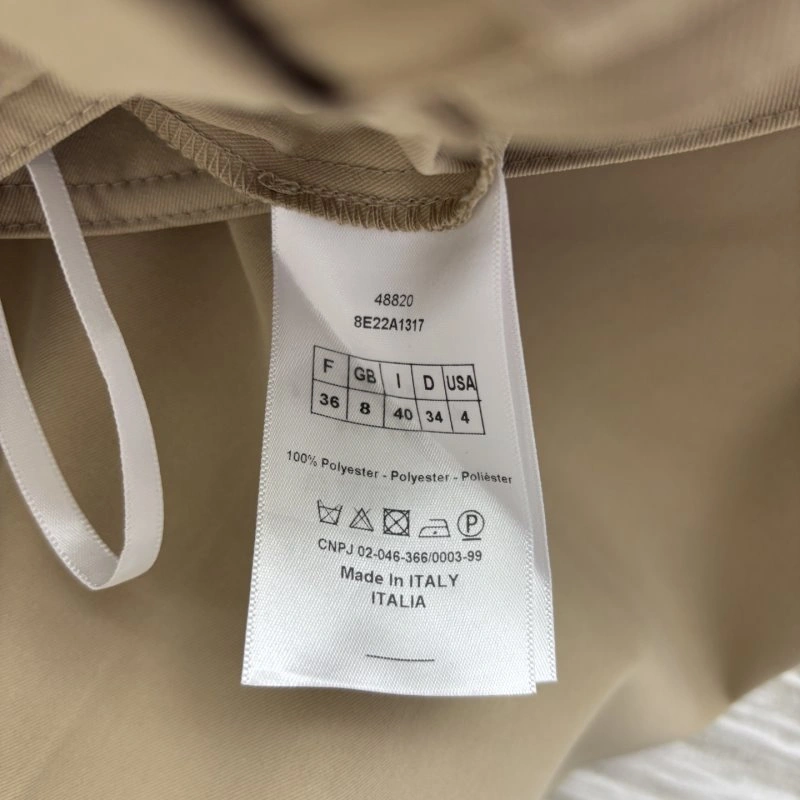 48820
8E22A1317
F GB I D USA
36 8 40 34 4
100% Polyester - Polyester - Poliéster
CNPJ 02-046-366/0003-99
Made In ITALY
ITALIA